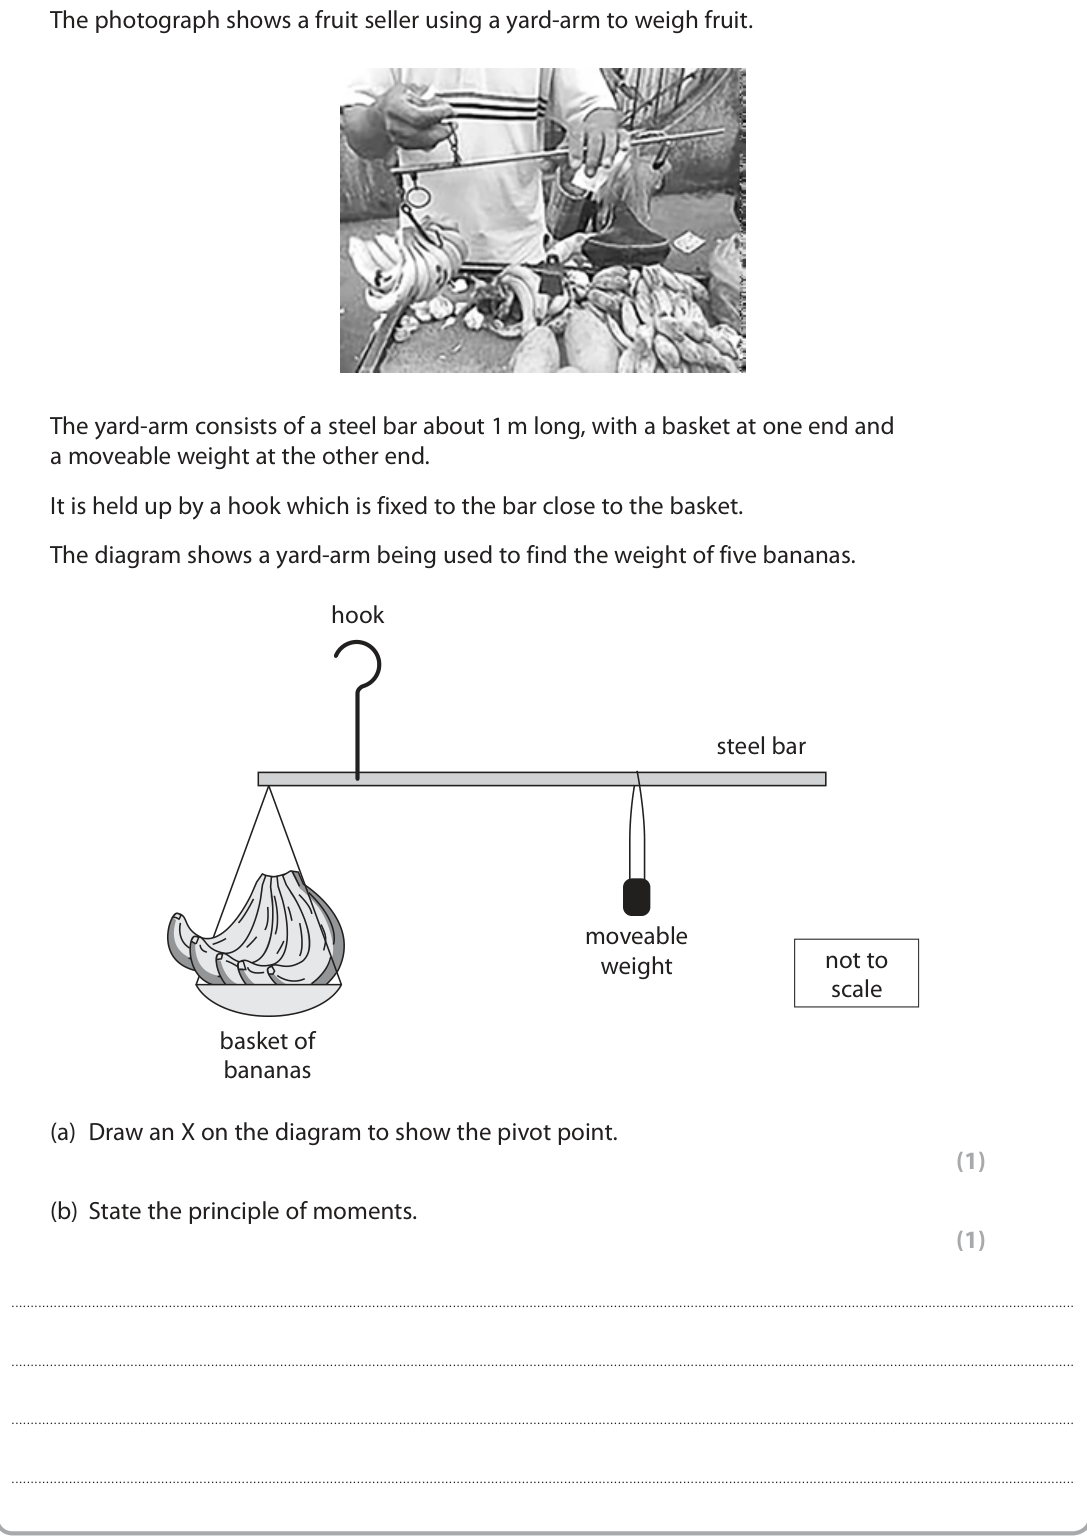 The photograph shows a fruit seller using a yard-arm to weigh fruit.
The yard-arm consists of a steel bar about 1 m long, with a basket at one end and
a moveable weight at the other end.
It is held up by a hook which is fixed to the bar close to the basket.
The diagram shows a yard-arm being used to find the weight of five bananas.
hook
steel bar
moveable
weight
not to
scale
basket of
bananas
(a) Draw an X on the diagram to show the pivot point.
(1)
(b) State the principle of moments.
(1)